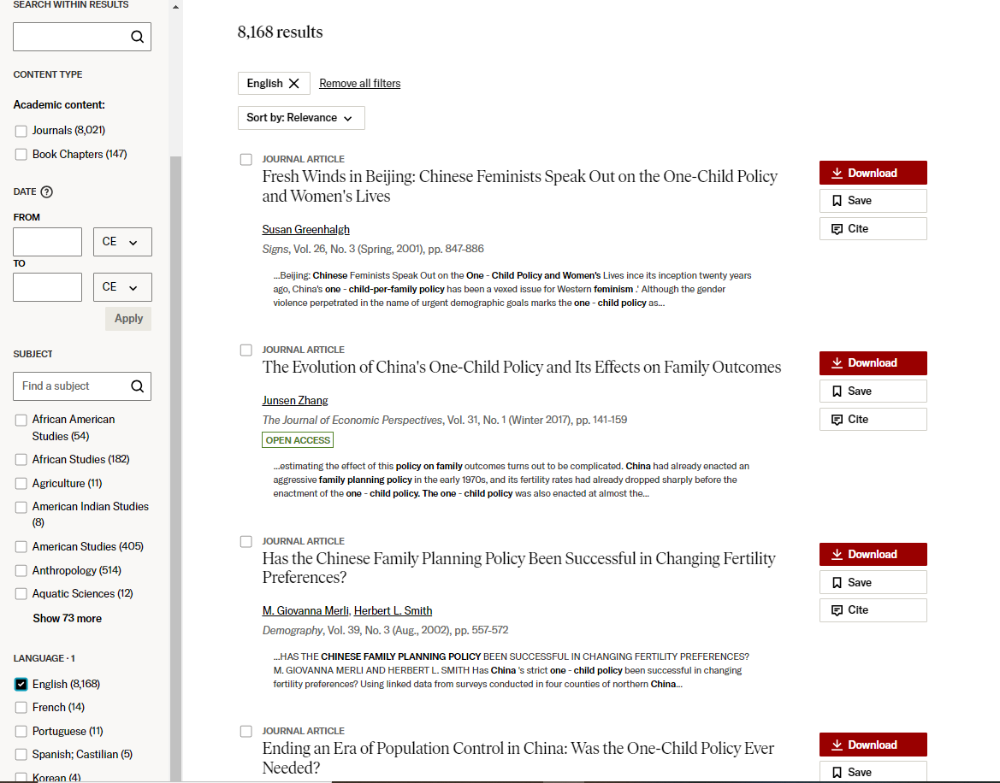 SEARCH WITHIN RESULTS
CONTENT TYPE
Academic content:
Journals (8,021)
Book Chapters (147)
DATE ?
FROM
CE
TO
CE
Apply
SUBJECT
Find a subject
African American
Studies (54)
African Studies (182)
Agriculture (11)
American Indian Studies
(8)
American Studies (405)
Anthropology (514)
Aquatic Sciences (12)
Show 73 more
LANGUAGE · 1
English (8,168)
French (14)
Portuguese (11)
Spanish; Castilian (5)
Korean (4)
8,168 results
English
Remove all filters
Sort by: Relevance
JOURNAL ARTICLE
Fresh Winds in Beijing: Chinese Feminists Speak Out on the One-Child Policy
and Women's Lives
Susan Greenhalgh
Signs, Vol. 26, No. 3 (Spring, 2001), pp. 847-886
...Beijing: Chinese Feminists Speak Out on the One - Child Policy and Women's Lives ince its inception twenty years
ago, China's one - child-per-family policy has been a vexed issue for Western feminism .' Although the gender
violence perpetrated in the name of urgent demographic goals marks the one - child policy as...
Download
Save
Cite
JOURNAL ARTICLE
The Evolution of China's One-Child Policy and Its Effects on Family Outcomes
Junsen Zhang
The Journal of Economic Perspectives, Vol. 31, No. 1 (Winter 2017), pp. 141-159
OPEN ACCESS
...estimating the effect of this policy on family outcomes turns out to be complicated. China had already enacted an
aggressive family planning policy in the early 1970s, and its fertility rates had already dropped sharply before the
enactment of the one - child policy. The one - child policy was also enacted at almost the...
Download
Save
Cite
JOURNAL ARTICLE
Has the Chinese Family Planning Policy Been Successful in Changing Fertility
Preferences?
M. Giovanna Merli, Herbert L. Smith
Demography, Vol. 39, No. 3 (Aug., 2002), pp. 557-572
...HAS THE CHINESE FAMILY PLANNING POLICY BEEN SUCCESSFUL IN CHANGING FERTILITY PREFERENCES?
M. GIOVANNA MERLI AND HERBERT L. SMITH Has China 's strict one - child policy been successful in changing
fertility preferences? Using linked data from surveys conducted in four counties of northern China...
Download
Save
Cite
JOURNAL ARTICLE
Ending an Era of Population Control in China: Was the One-Child Policy Ever
Needed?
Download
Save